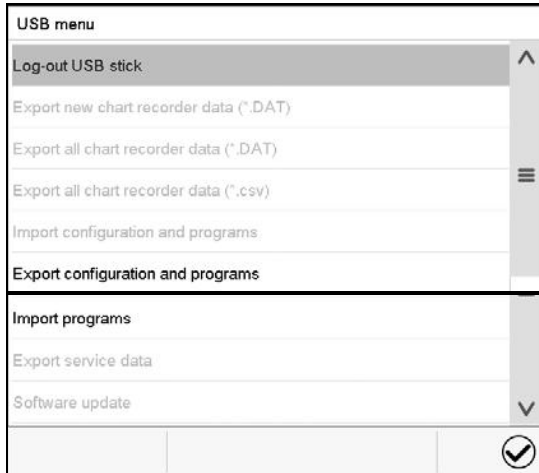 USB menu
Log-out USB stick
Export new chart recorder data (*.DAT)
Export all chart recorder data (*.DAT)
Export all chart recorder data (*.csv)
Import configuration and programs
Export configuration and programs
Import programs
Export service data
Software update